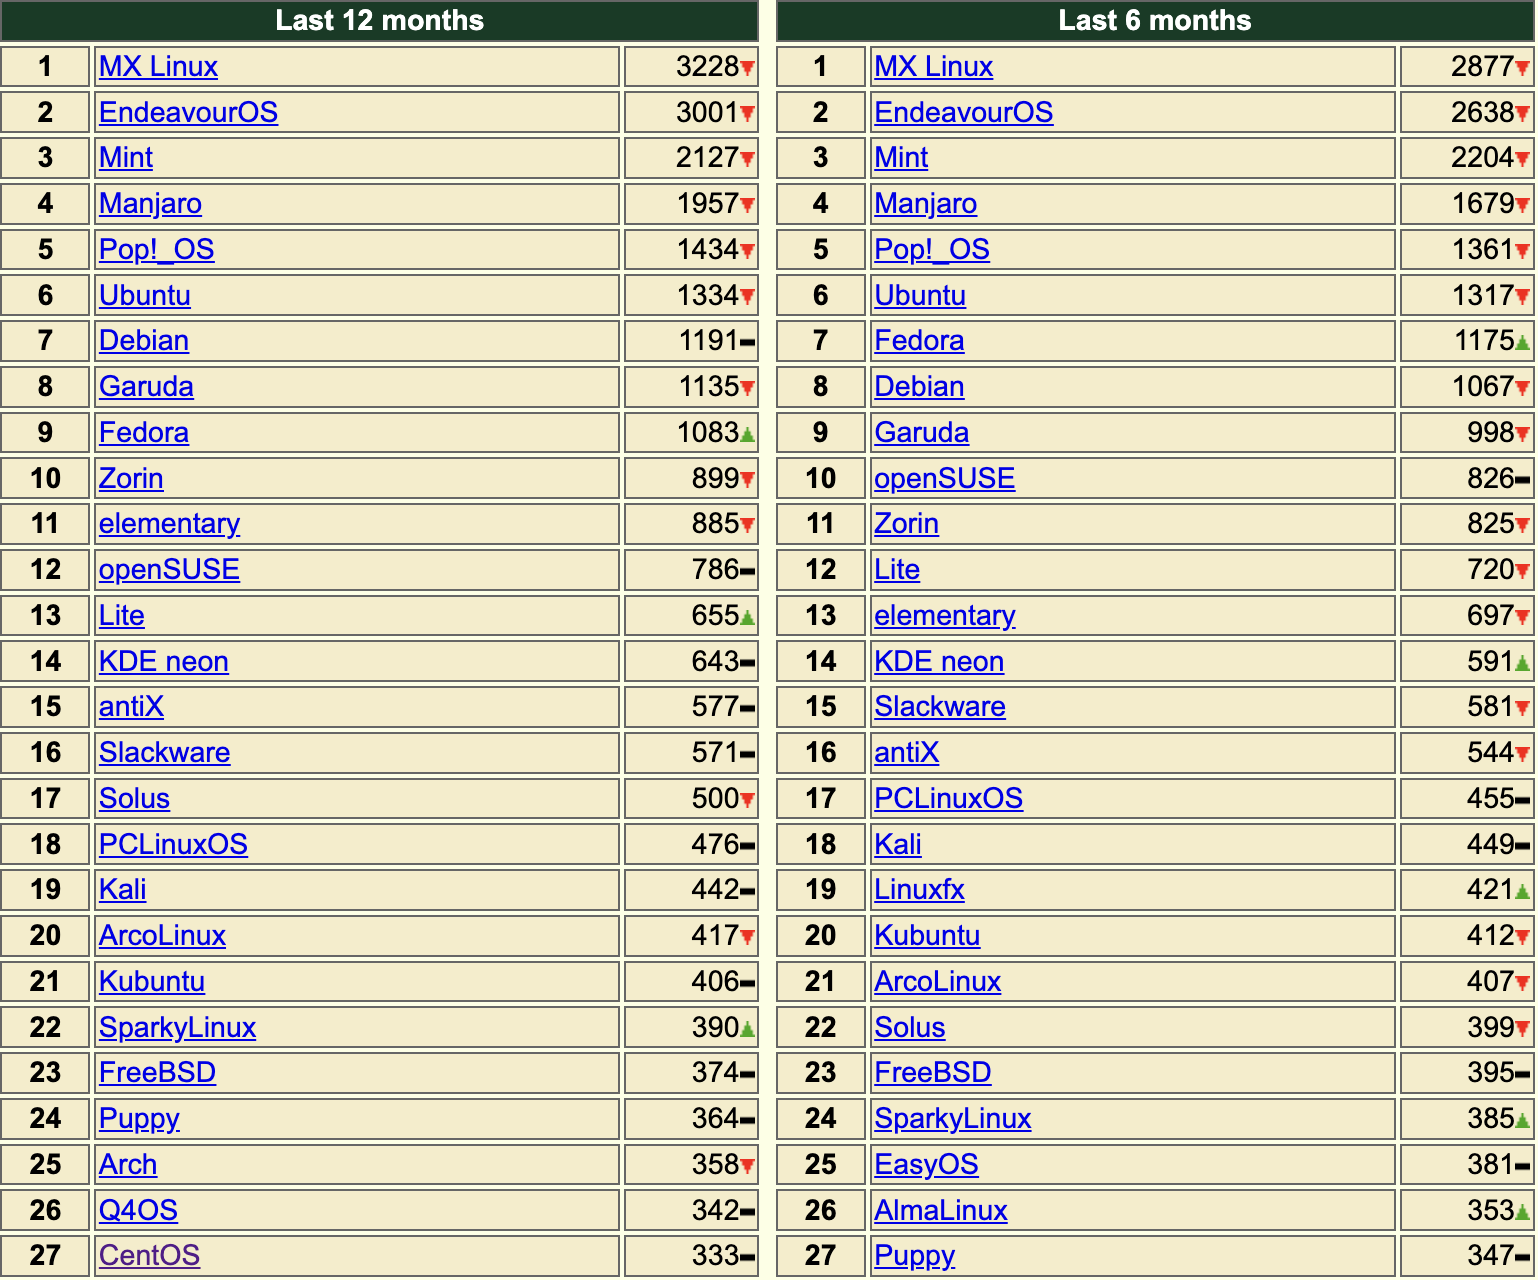 Last 12 months
1 MX Linux 3228
2 EndeavourOS 3001
3 Mint 2127
4 Manjaro 1957
5 Pop!_OS 1434
6 Ubuntu 1334
7 Debian 1191
8 Garuda 1135
9 Fedora 1083
10 Zorin 899
11 elementary 885
12 openSUSE 786
13 Lite 655
14 KDE neon 643
15 antiX 577
16 Slackware 571
17 Solus 500
18 PCLinuxOS 476
19 Kali 442
20 ArcoLinux 417
21 Kubuntu 406
22 SparkyLinux 390
23 FreeBSD 374
24 Puppy 364
25 Arch 358
26 Q4OS 342
27 CentOS 333
Last 6 months
1 MX Linux 2877
2 EndeavourOS 2638
3 Mint 2204
4 Manjaro 1679
5 Pop!_OS 1361
6 Ubuntu 1317
7 Fedora 1175
8 Debian 1067
9 Garuda 998
10 openSUSE 826
11 Zorin 825
12 Lite 720
13 elementary 697
14 KDE neon 591
15 Slackware 581
16 antiX 544
17 PCLinuxOS 455
18 Kali 449
19 Linuxfx 421
20 Kubuntu 412
21 ArcoLinux 407
22 Solus 399
23 FreeBSD 395
24 SparkyLinux 385
25 EasyOS 381
26 AlmaLinux 353
27 Puppy 347